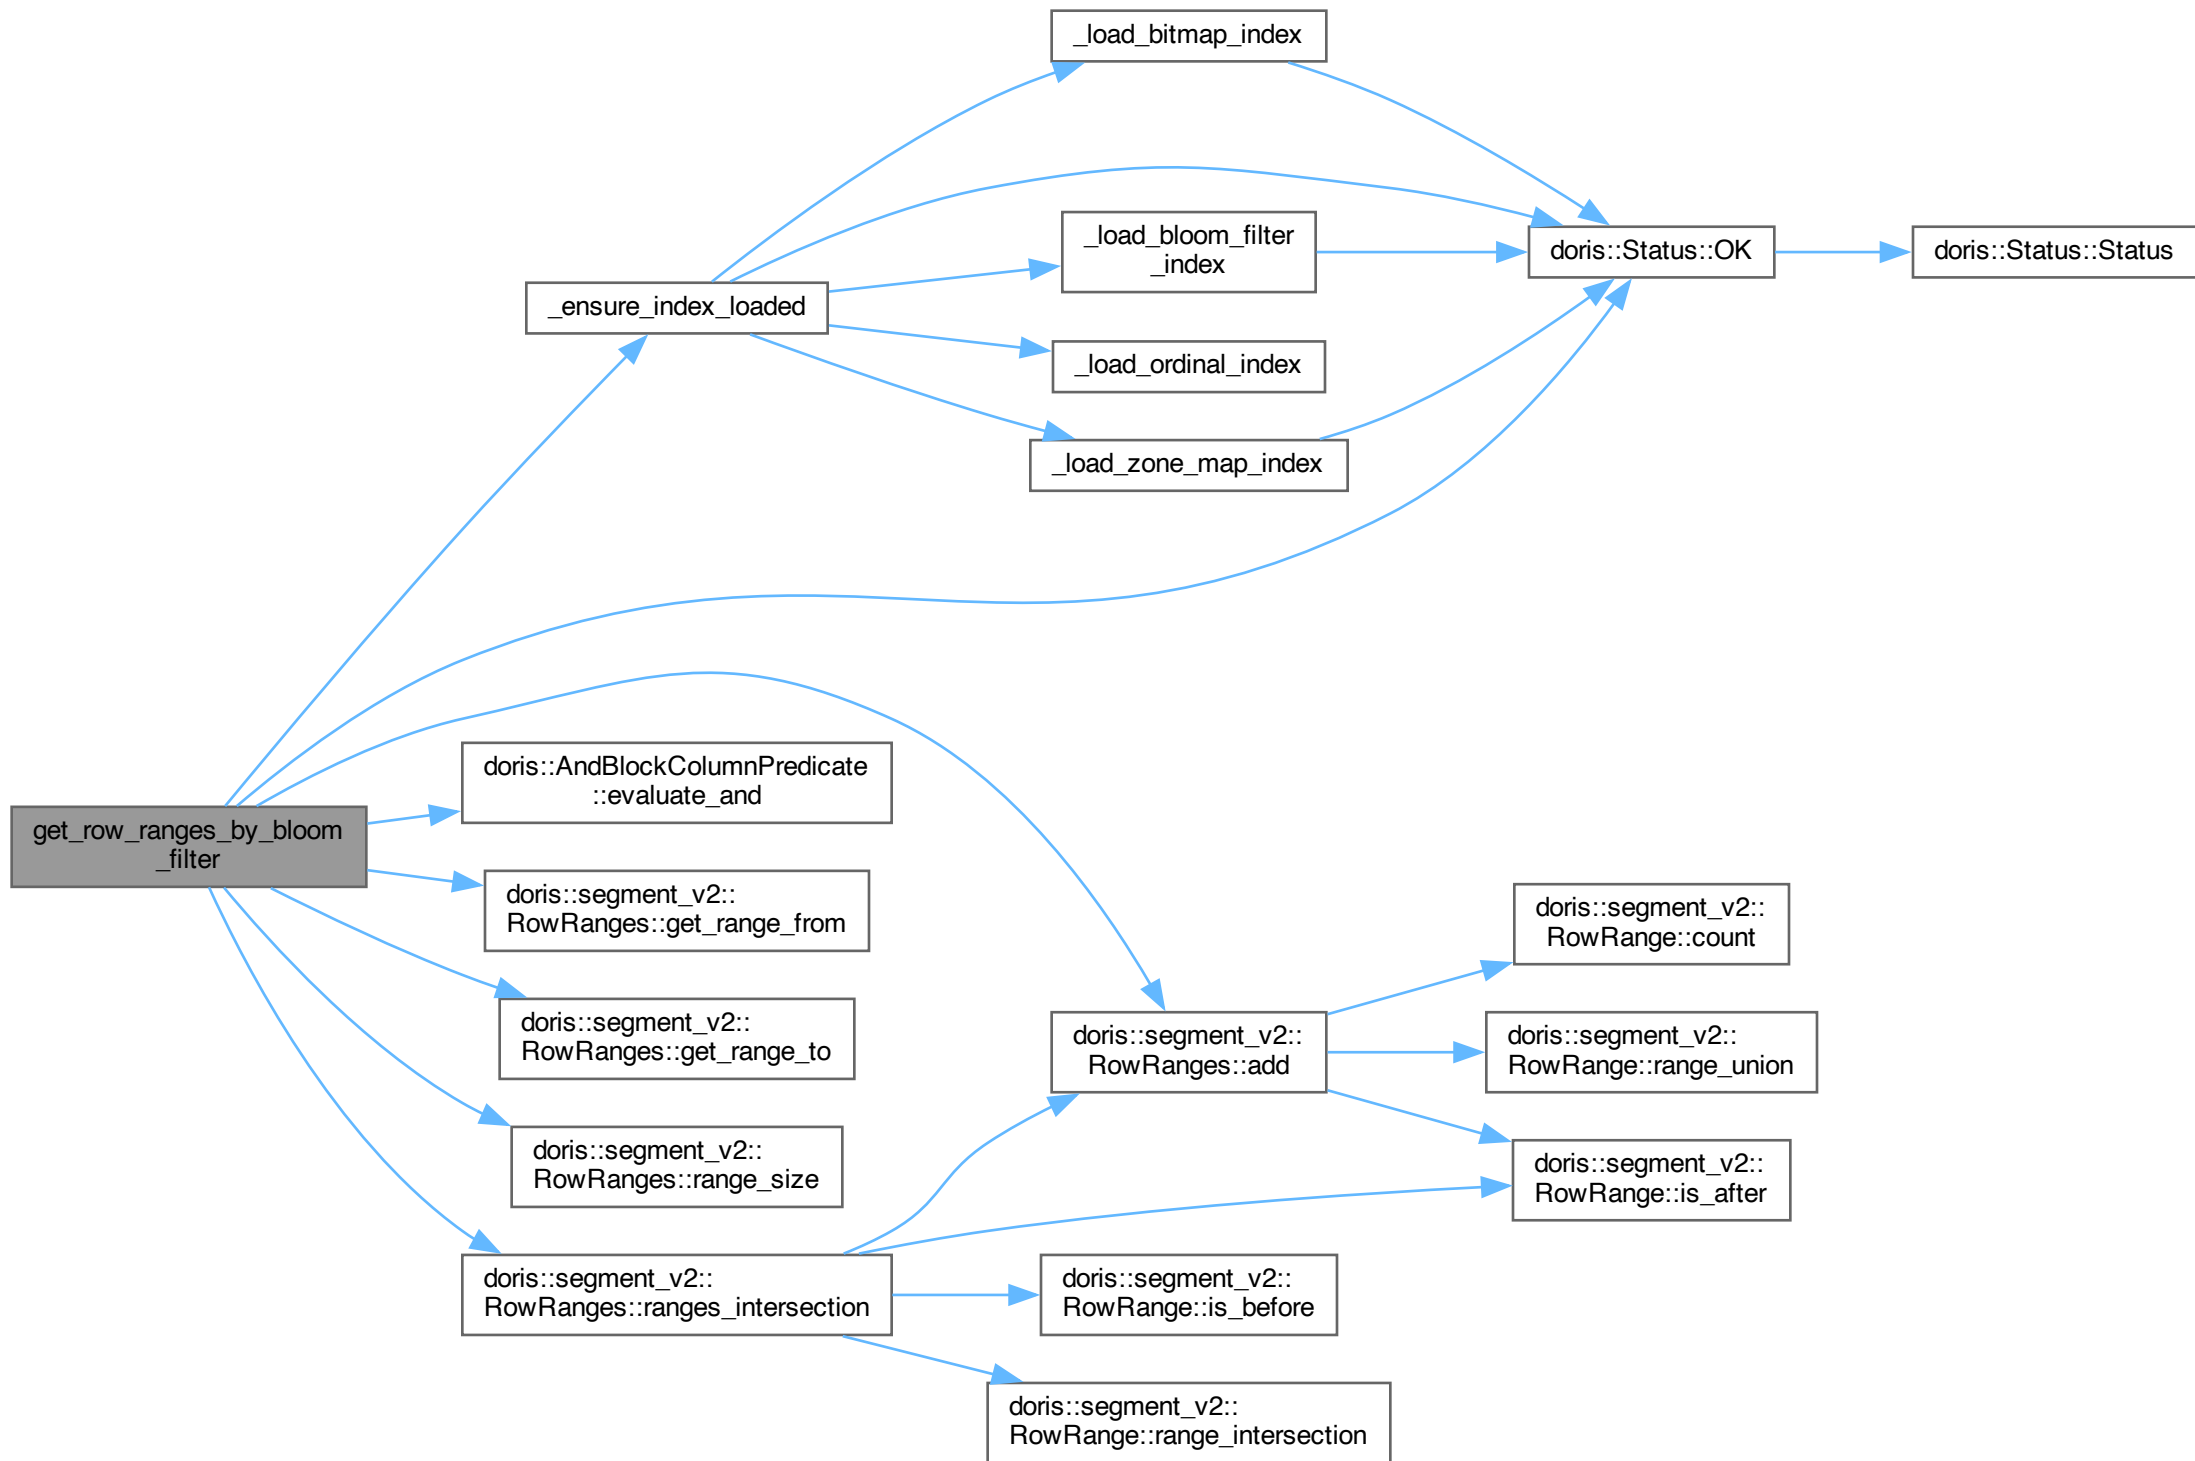 _load_bitmap_index
_load_bloom_filter
_index
doris::Status::OK
doris::Status::Status
_ensure_index_loaded
_load_ordinal_index
_load_zone_map_index
doris::AndBlockColumnPredicate
::evaluate_and
get_row_ranges_by_bloom
_filter
doris::segment_v2::
RowRanges::get_range_from
doris::segment_v2::
RowRanges::get_range_to
doris::segment_v2::
RowRanges::range_size
doris::segment_v2::
RowRanges::ranges_intersection
doris::segment_v2::
RowRanges::add
doris::segment_v2::
RowRange::count
doris::segment_v2::
RowRange::range_union
doris::segment_v2::
RowRange::is_after
doris::segment_v2::
RowRange::is_before
doris::segment_v2::
RowRange::range_intersection